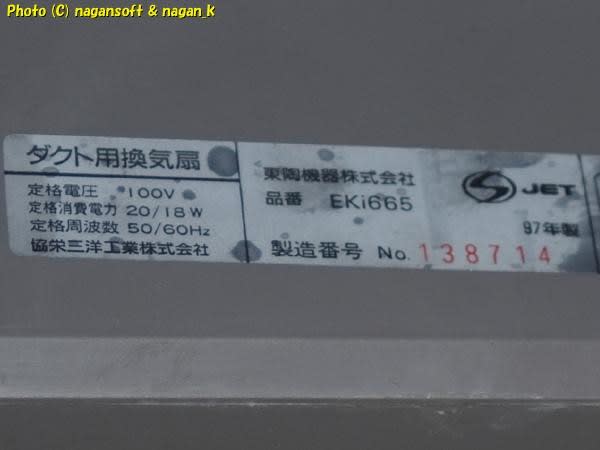 Photo (C) nagansoft & nagan_K
ダクト用換気扇
定格電圧 100V
定格消費電力 20/18W
定格周波数 50/60Hz
協栄三洋工業株式会社
東陶機器株式会社
品番 EKi665
JET
97年製
製造番号 No. 138714